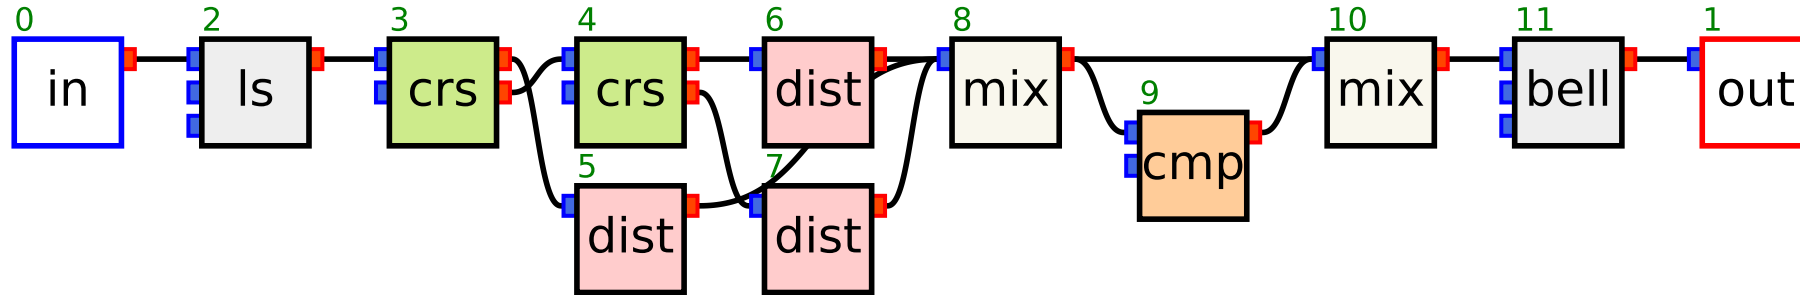 0 2 3 4 6 8 10 11 1
in ls crs crs dist mix mix bell out
9
cmp
5 7
dist dist